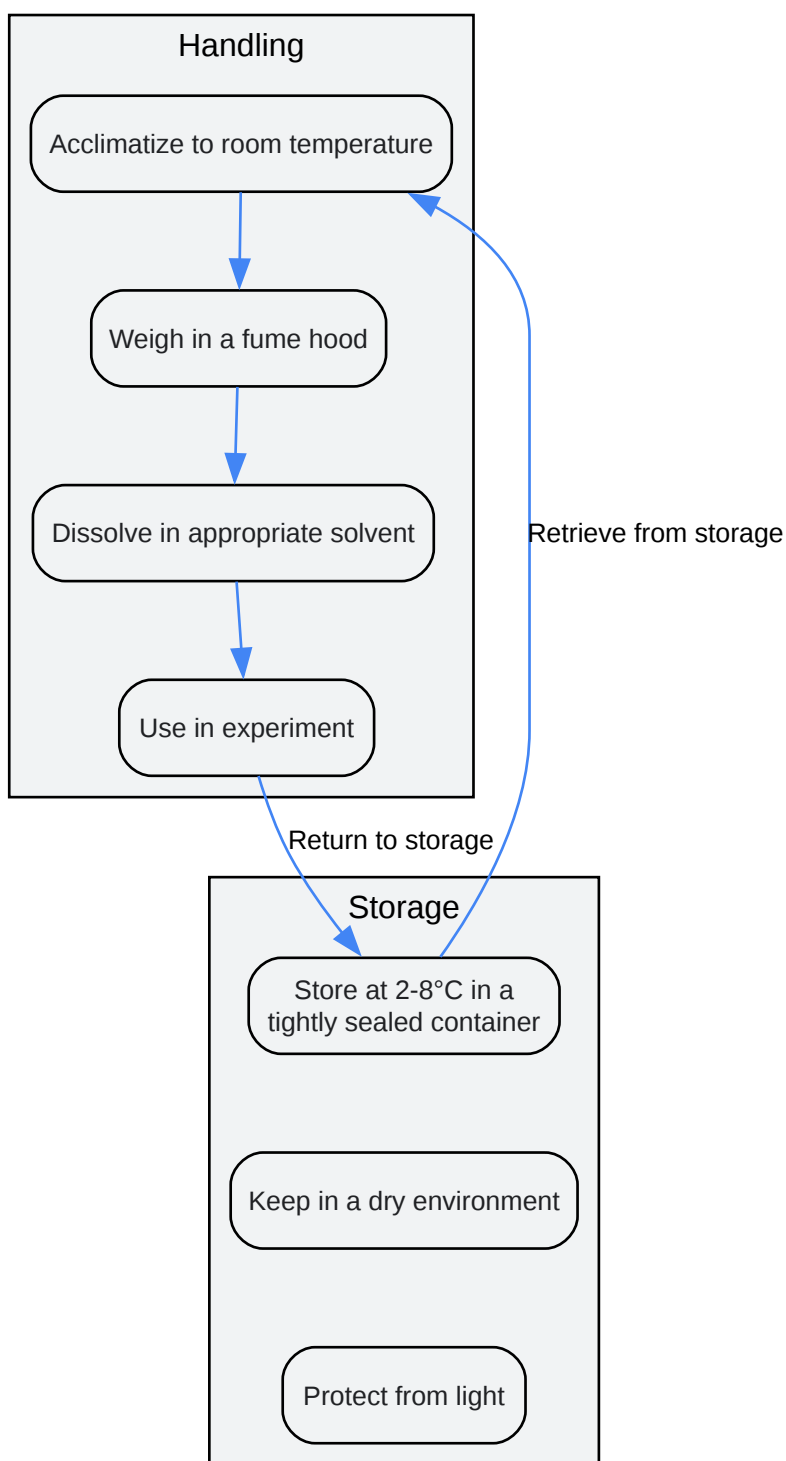 Handling
Acclimatize to room temperature
Weigh in a fume hood
Dissolve in appropriate solvent
Retrieve from storage
Use in experiment
Return to storage
Storage
Store at 2-8°C in a
tightly sealed container
Keep in a dry environment
Protect from light